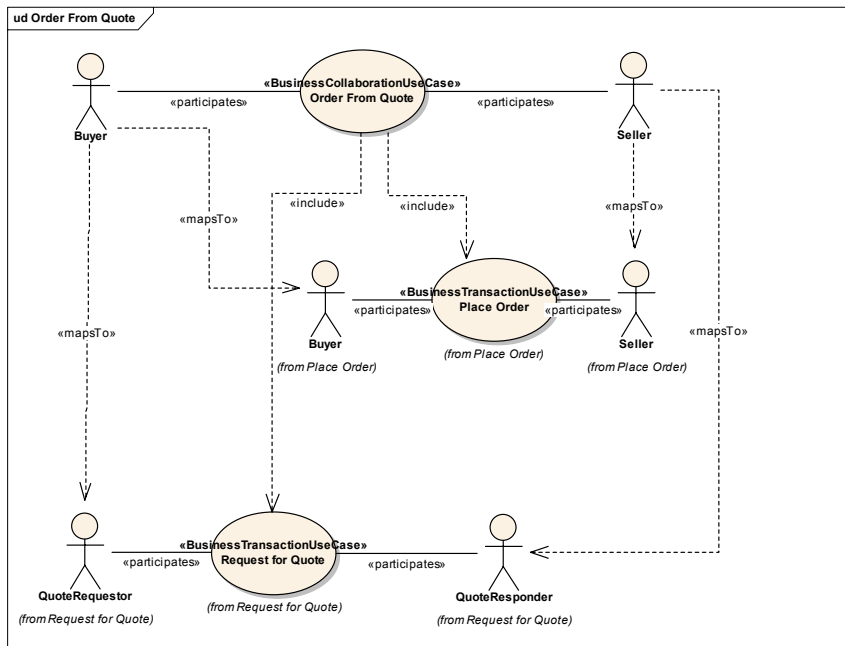 ud Order From Quote
«BusinessCollaborationUseCase»
Order From Quote
«participates»
«participates»
Buyer
Seller
«include»
«include»
«mapsTo»
«mapsTo»
«BusinessTransactionUseCase»
Place Order
«participates»
«participates»
«mapsTo»
«mapsTo»
Buyer
Seller
(from Place Order)
(from Place Order)
(from Place Order)
«BusinessTransactionUseCase»
Request for Quote
«participates»
«participates»
QuoteRequestor
QuoteResponder
(from Request for Quote)
(from Request for Quote)
(from Request for Quote)